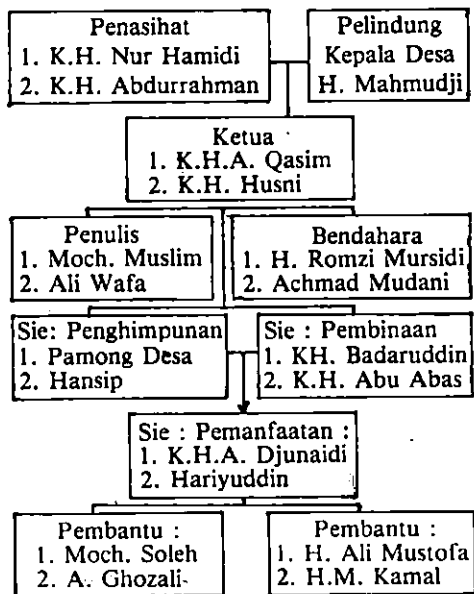 Penasihat
1. K.H. Nur Hamidi
2. K.H. Abdurrahman
Pelindung
Kepala Desa
H. Mahmudji
Ketua
1. K.H.A. Qasim
2. K.H. Husni
Penulis
1. Moch. Muslim
2. Ali Wafa
Bendahara
1. H. Romzi Mursidi
2. Achmad Mudani
Sie: Penghimpunan
1. Pamong Desa
2. Hansip
Sie : Pembinaan
1. KH. Badaruddin
2. K.H. Abu Abas
Sie : Pemanfaatan :
1. K.H.A. Djunaidi
2. Hariyuddin
Pembantu :
1. Moch. Soleh
2. A. Ghozali
Pembantu :
1. H. Ali Mustofa
2. H.M. Kamal